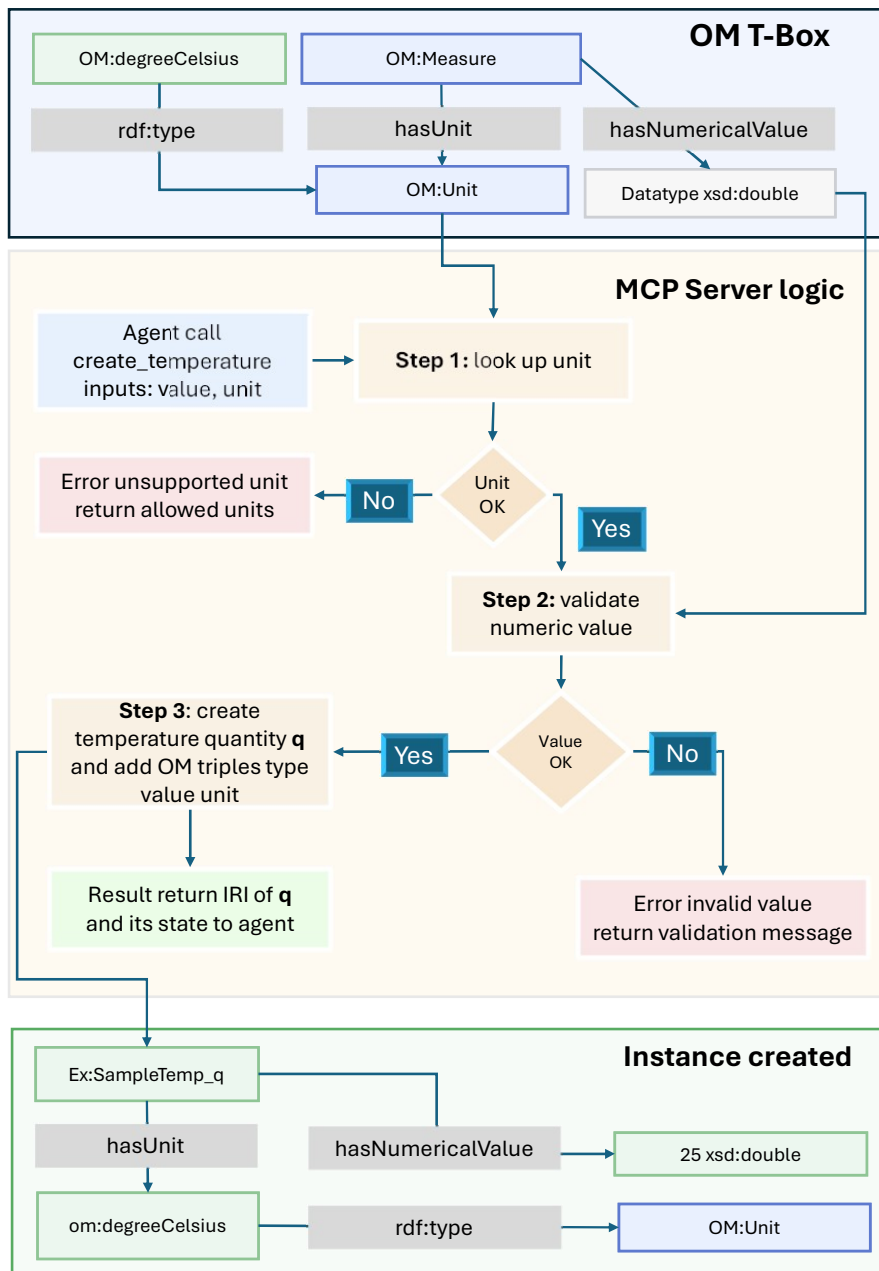 OM T-Box
OM:degreeCelsius
OM:Measure
rdf:type
hasUnit
hasNumericalValue
OM:Unit
Datatype xsd:double
MCP Server logic
Agent call
create_temperature
inputs: value, unit
Step 1: look up unit
Unit
OK
Error unsupported unit
return allowed units
No
Yes
Step 2: validate
numeric value
Step 3: create
temperature quantity q
and add OM triples type
value unit
Yes
Value
OK
No
Result return IRI of q
and its state to agent
Error invalid value
return validation message
Instance created
Ex:SampleTemp_q
hasUnit
hasNumericalValue
25 xsd:double
om:degreeCelsius
rdf:type
OM:Unit